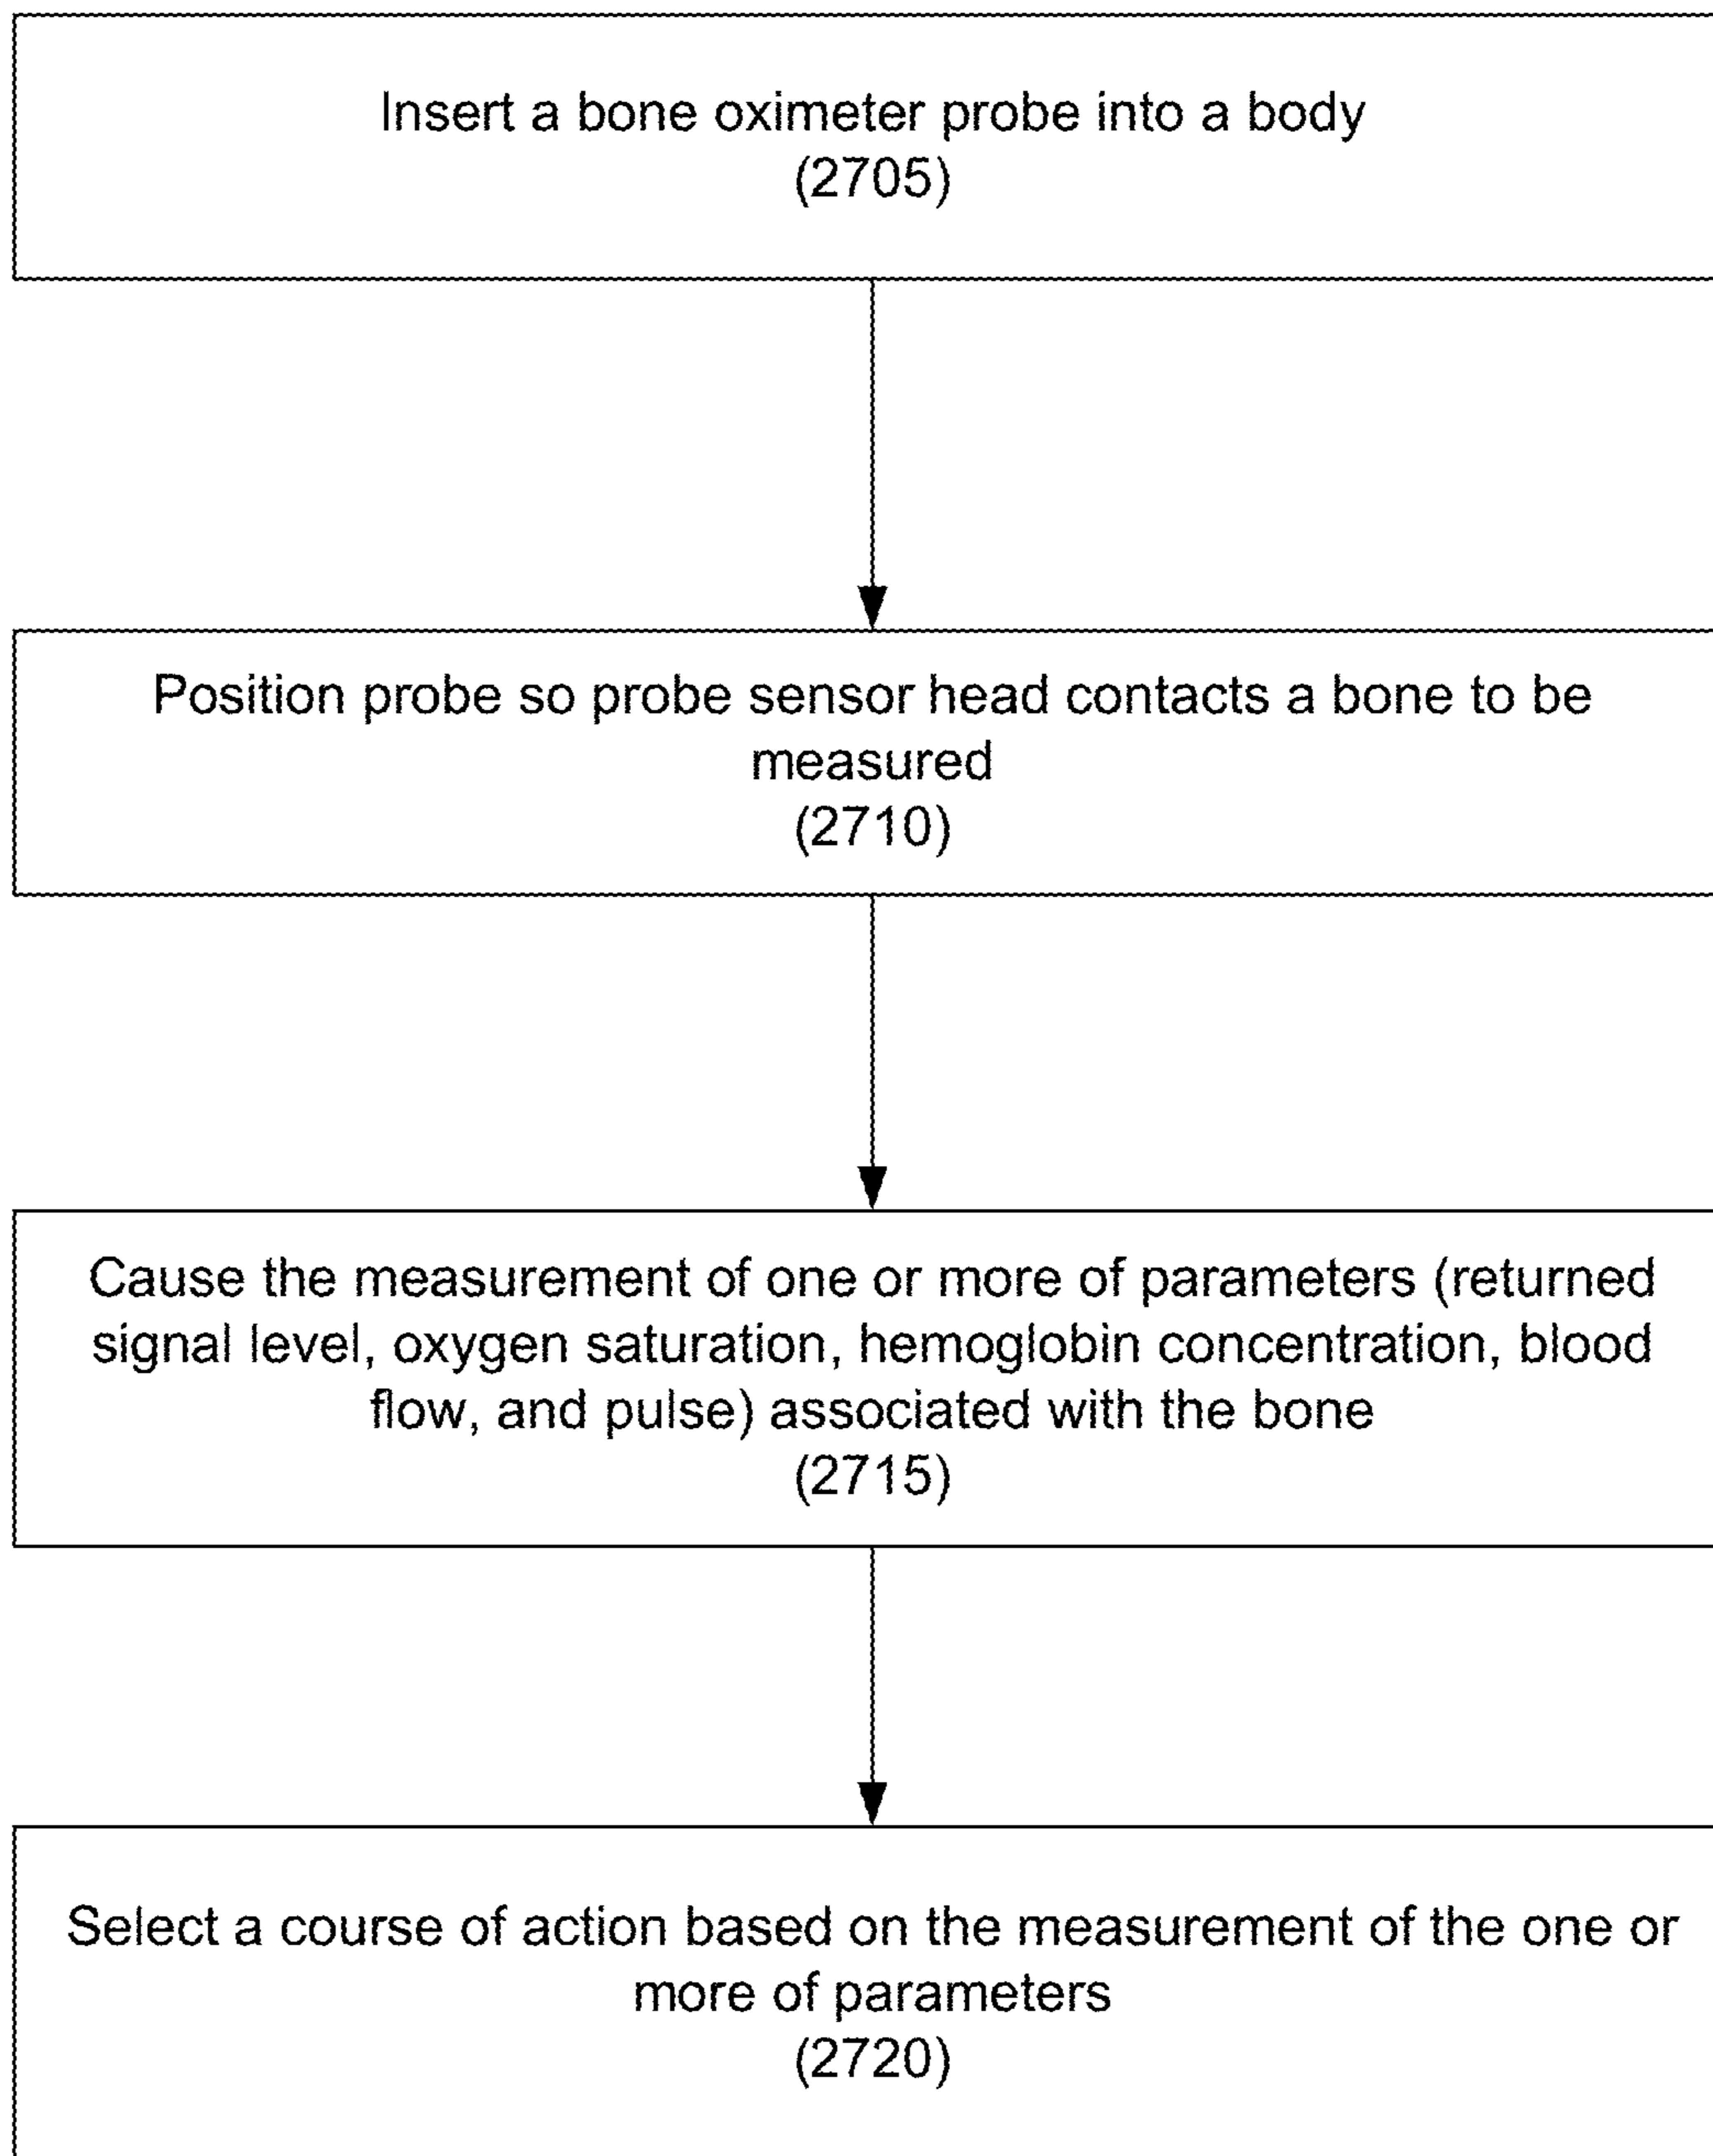 Insert a bone oximeter probe into a body
(2705)
Position probe so probe sensor head contacts a bone to be
measured
(2710)
Cause the measurement of one or more of parameters (returned
signal level, oxygen saturation, hemoglobin concentration, blood
flow, and pulse) associated with the bone
(2715)
Select a course of action based on the measurement of the one or
more of parameters
(2720)